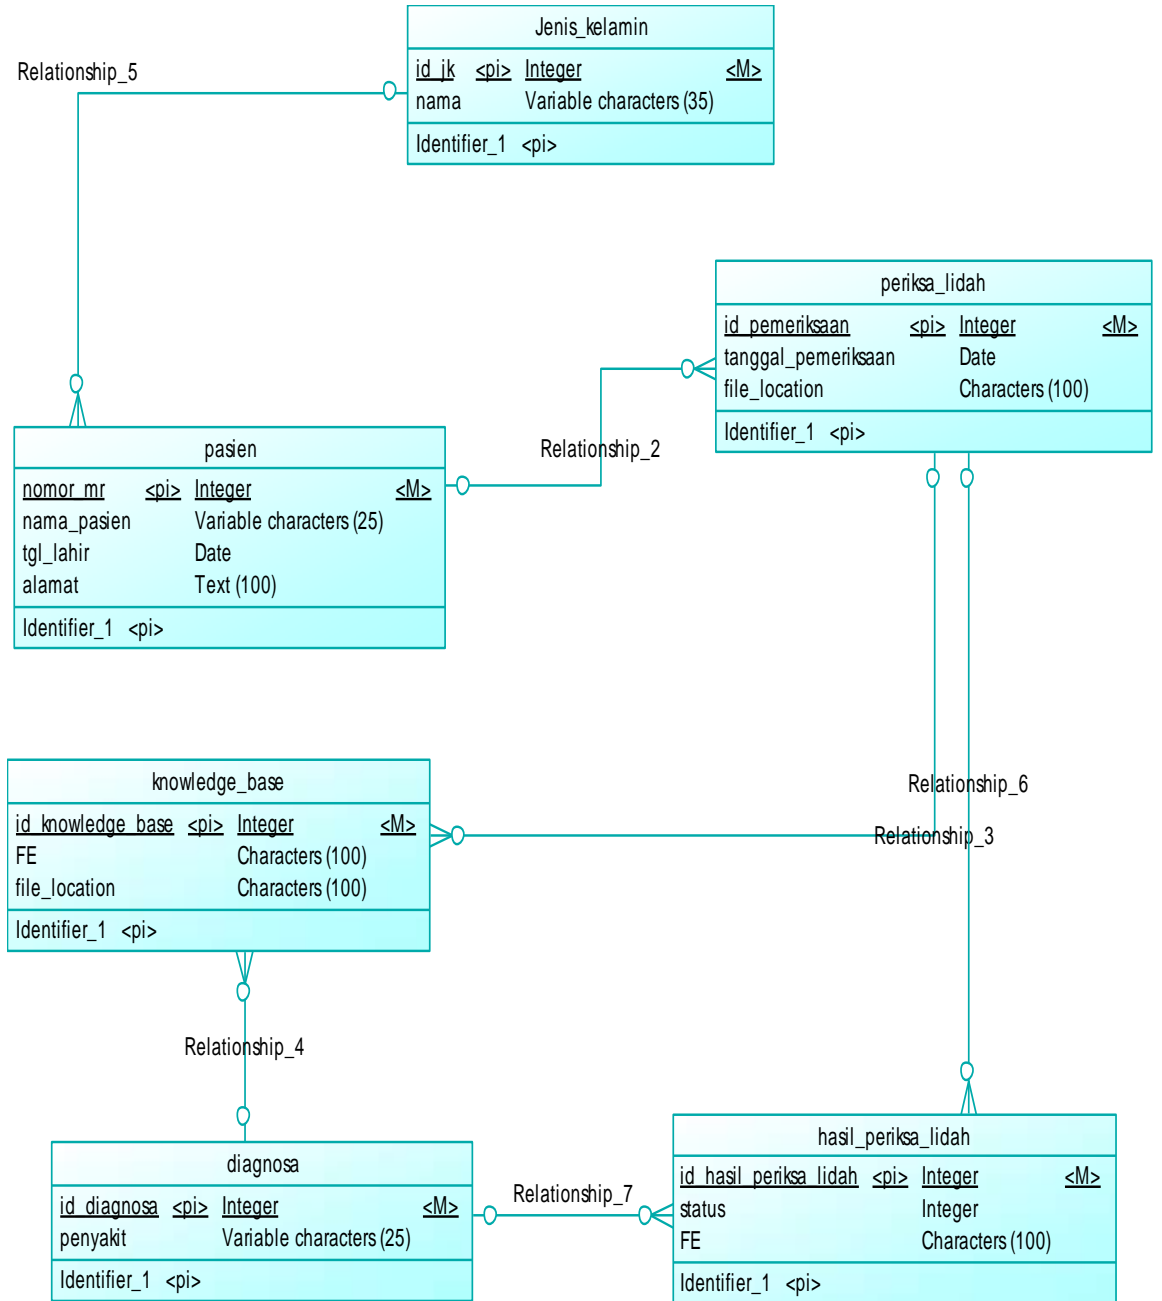 Jenis_kelamin
id_jk <pi> Integer <M>
nama Variable characters (35)
Identifier_1 <pi>
Relationship_5
periksa_lidah
id_pemeriksaan <pi> Integer <M>
tanggal_pemeriksaan Date
file_location Characters (100)
Identifier_1 <pi>
Relationship_2
pasien
nomor_mr <pi> Integer <M>
nama_pasien Variable characters (25)
tgl_lahir Date
alamat Text (100)
Identifier_1 <pi>
knowledge_base
id_knowledge_base <pi> Integer <M>
FE Characters (100)
file_location Characters (100)
Identifier_1 <pi>
Relationship_6
Relationship_3
Relationship_4
diagnosa
id_diagnosa <pi> Integer <M>
penyakit Variable characters (25)
Identifier_1 <pi>
Relationship_7
hasil_periksa_lidah
id_hasil_periksa_lidah <pi> Integer <M>
status Integer
FE Characters (100)
Identifier_1 <pi>